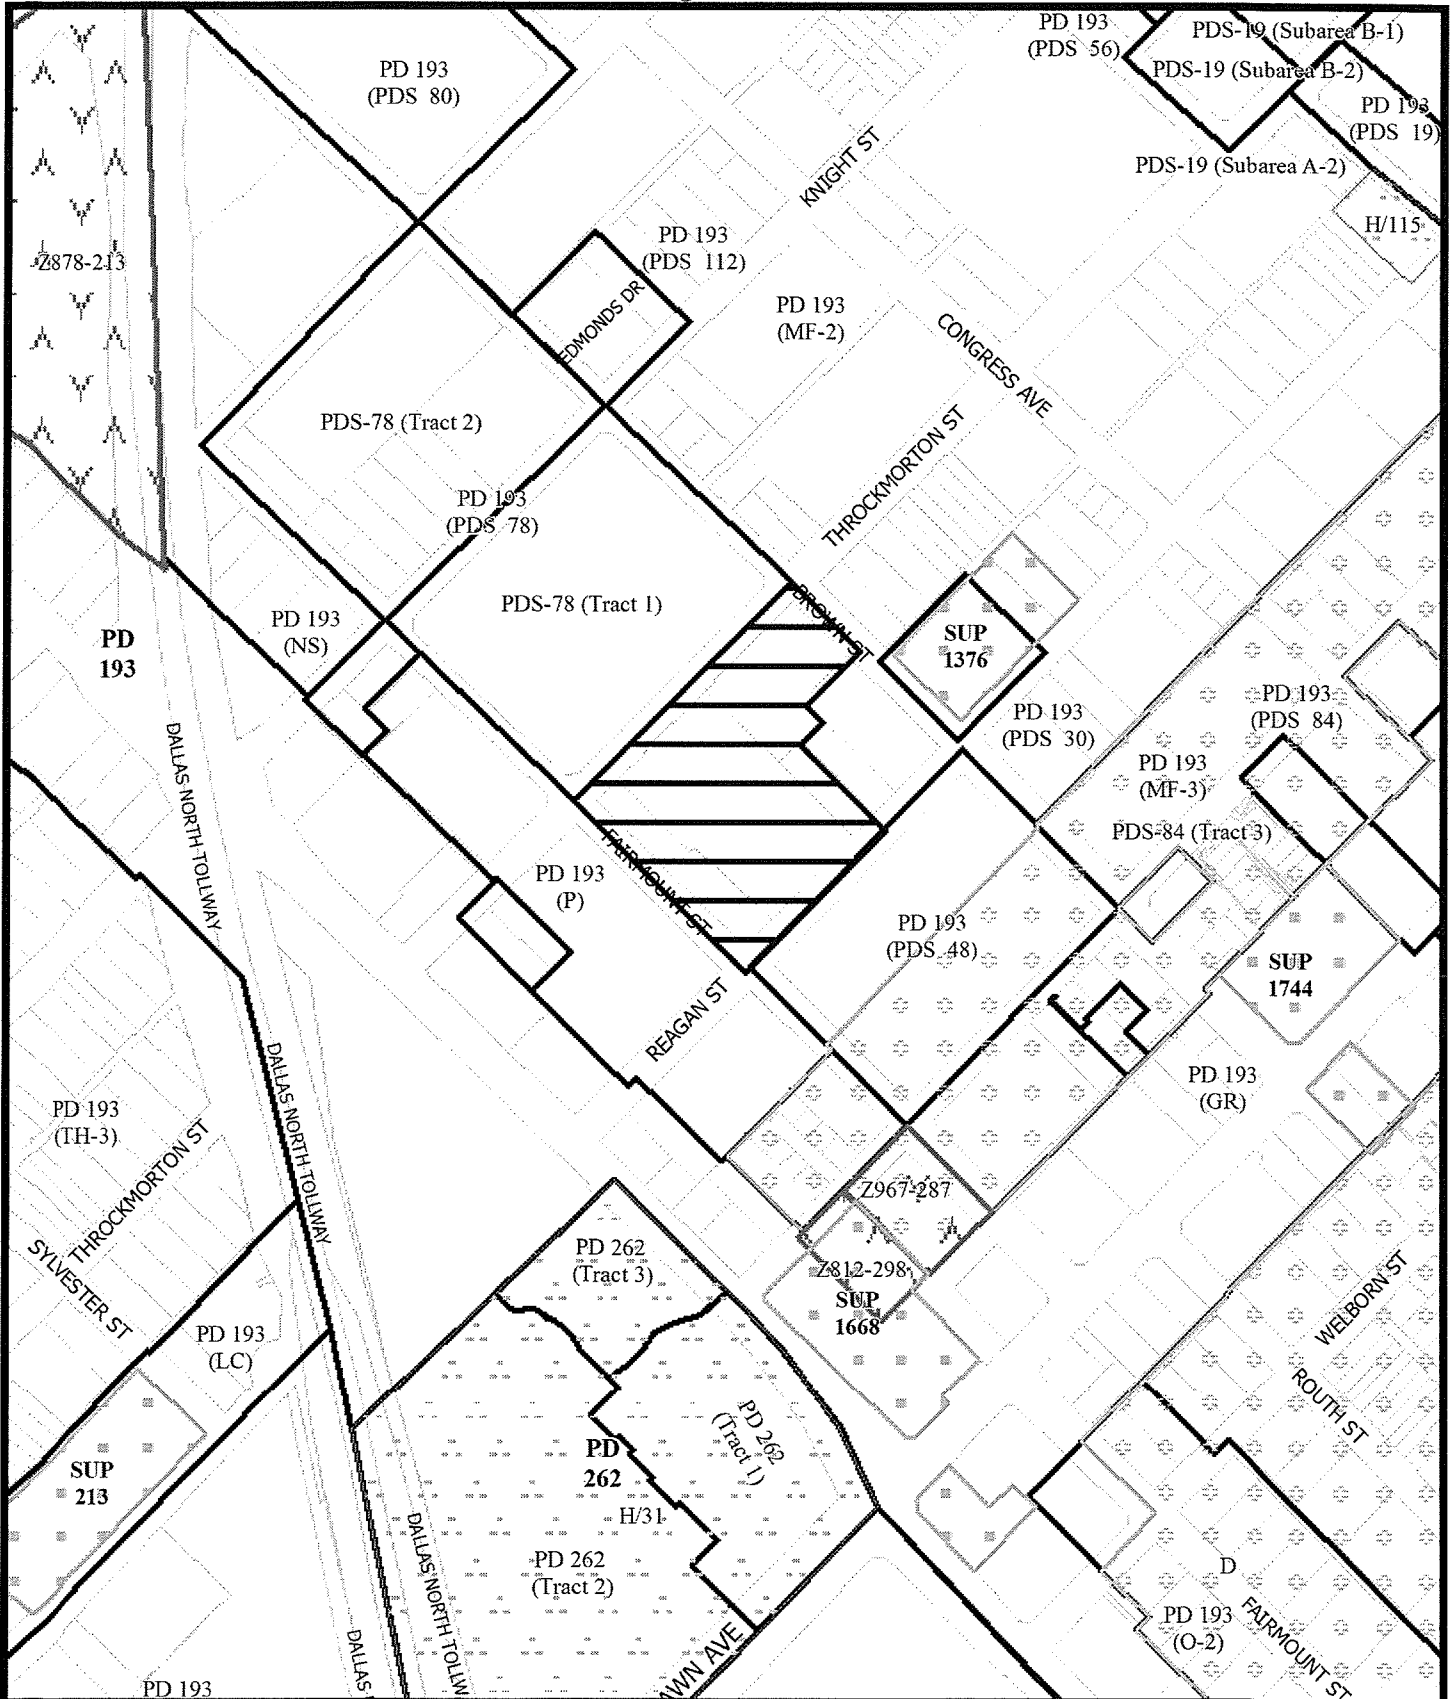 PD 193
(PDS 56)
PDS-19 (Subarea B-1)
PDS-19 (Subarea B-2)
PD 193
(PDS 19)
PDS-19 (Subarea A-2)
H/115
PD 193
(PDS 80)
KNIGHT ST
Z878-213
PD 193
(PDS 112)
EDMONDS DR
PD 193
(MF-2)
CONGRESS AVE
PDS-78 (Tract 2)
THROCKMORTON ST
PD 193
(PDS 78)
PDS-78 (Tract 1)
BROWN ST
PD 193
(NS)
PD
193
SUP
1376
PD 193
(PDS 30)
PD 193
(PDS 84)
PD 193
(MF-3)
PDS-84 (Tract 3)
DALLAS NORTH TOLLWAY
FAIRMOUNT ST
PD 193
(P)
PD 193
(PDS 48)
SUP
1744
REAGAN ST
PD 193
(GR)
DALLAS NORTH TOLLWAY
PD 193
(TH-3)
THROCKMORTON ST
SYLVESTER ST
Z967-287
PD 262
(Tract 3)
Z812-298
SUP
1668
WELBORN ST
ROUTH ST
PD 193
(LC)
PD 262
(Tract 1)
PD
262
SUP
213
H/31
PD 262
(Tract 2)
DALLAS NORTH TOLLW
D
PD 193
(O-2)
FAIRMOUNT ST
DALLAS
AWN AVE
PD 193